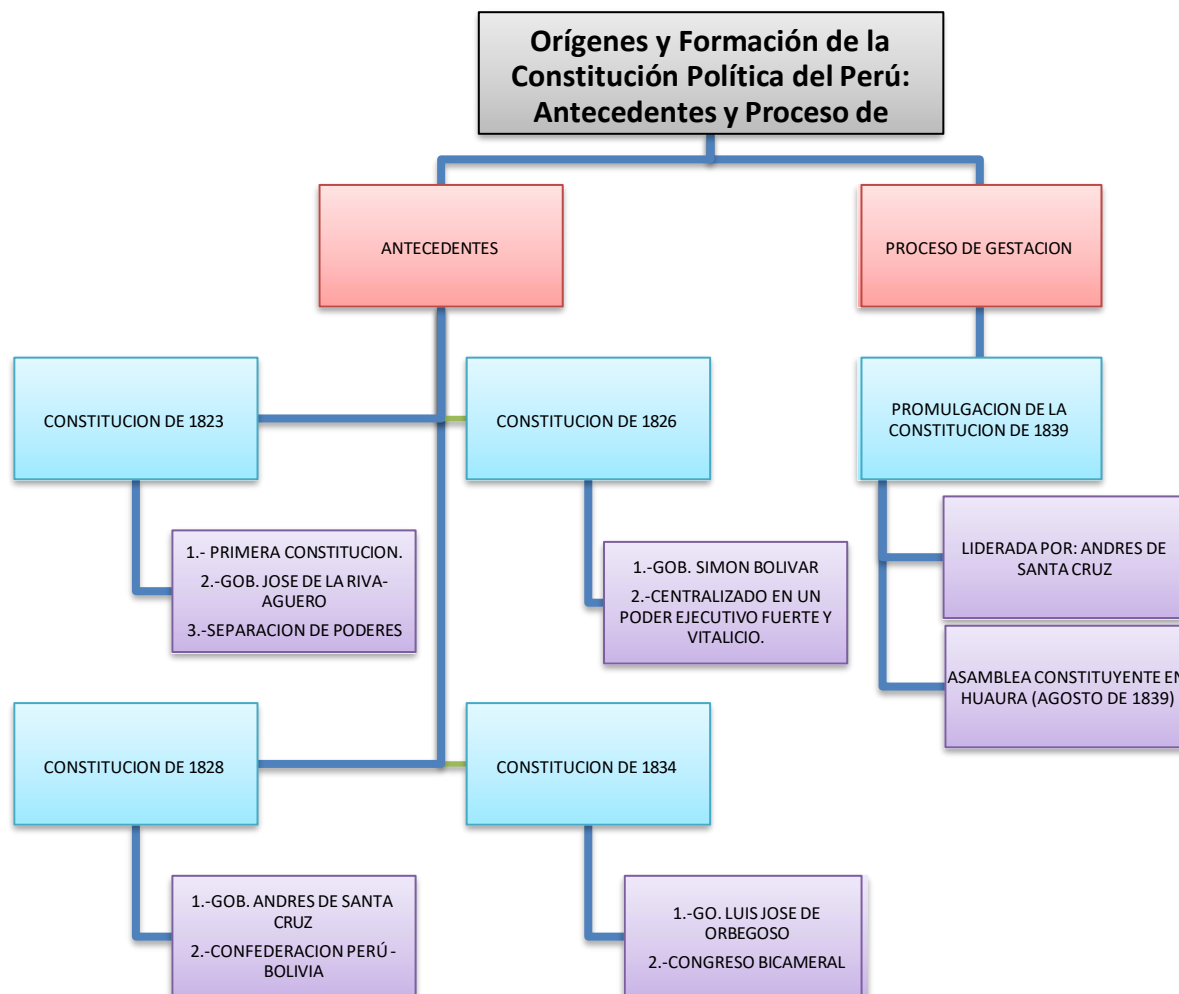 Orígenes y Formación de la
Constitución Política del Perú:
Antecedentes y Proceso de
ANTECEDENTES
PROCESO DE GESTACION
CONSTITUCION DE 1823
CONSTITUCION DE 1826
PROMULGACION DE LA
CONSTITUCION DE 1839
1.- PRIMERA CONSTITUCION.
2.-GOB. JOSE DE LA RIVA-
AGUERO
3.-SEPARACION DE PODERES
1.-GOB. SIMON BOLIVAR
2.-CENTRALIZADO EN UN
PODER EJECUTIVO FUERTE Y
VITALICIO.
LIDERADA POR: ANDRES DE
SANTA CRUZ
ASAMBLEA CONSTITUYENTE EN
HUAURA (AGOSTO DE 1839)
CONSTITUCION DE 1828
CONSTITUCION DE 1834
1.-GOB. ANDRES DE SANTA
CRUZ
2.-CONFEDERACION PERÚ -
BOLIVIA
1.-GO. LUIS JOSE DE
ORBEGOSO
2.-CONGRESO BICAMERAL